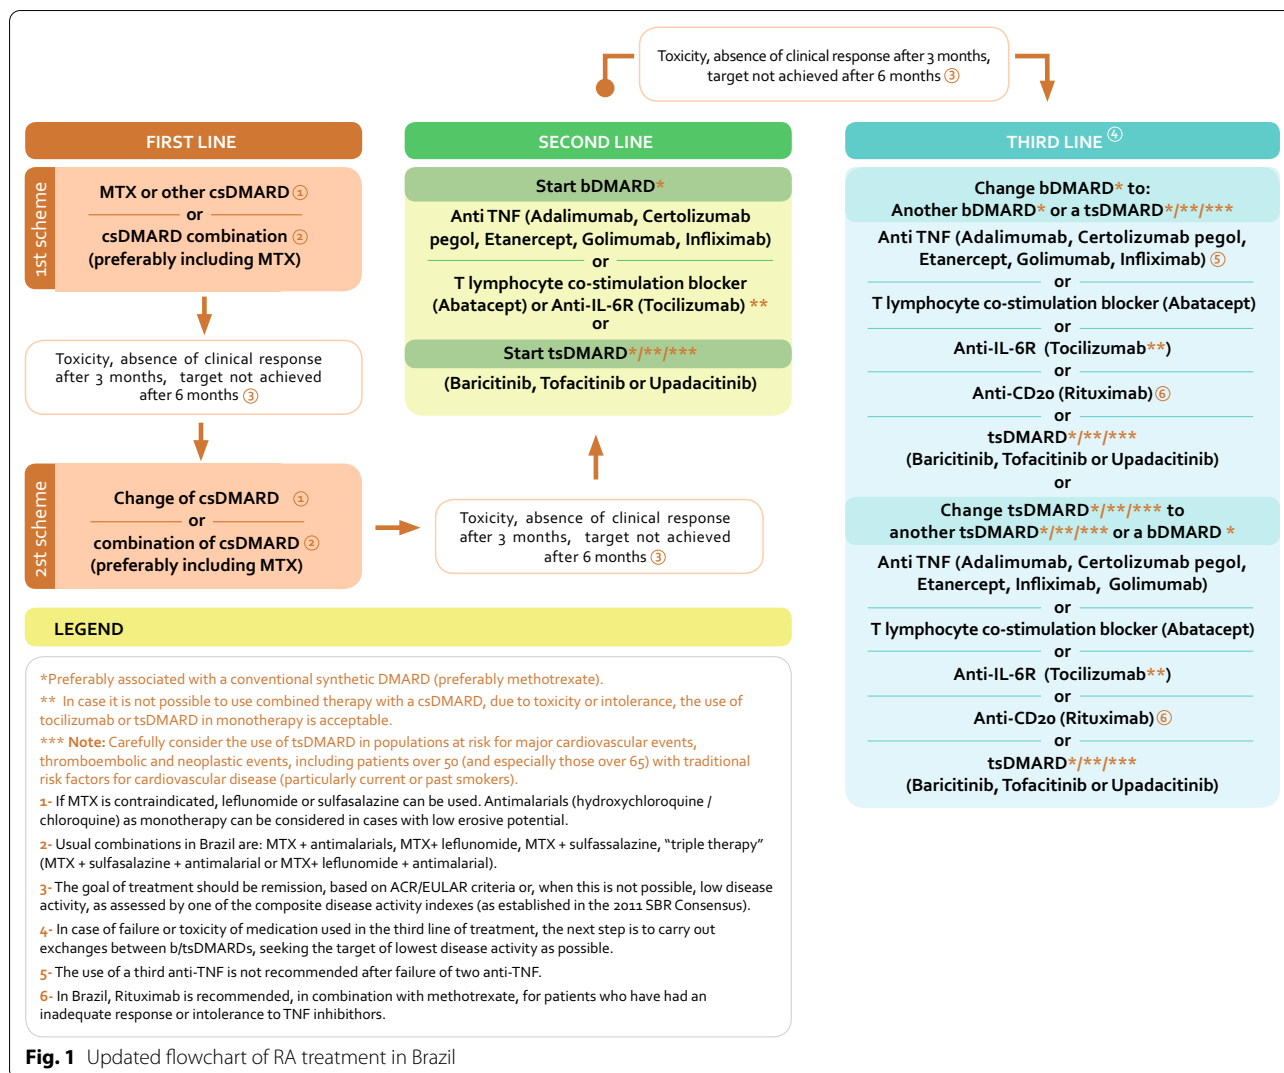 Toxicity, absence of clinical response after 3 months,
target not achieved after 6 months ③
FIRST LINE
1st scheme
MTX or other csDMARD ①
or
csDMARD combination ②
(preferably including MTX)
Toxicity, absence of clinical response
after 3 months, target not achieved
after 6 months ③
2st scheme
Change of csDMARD ①
or
combination of csDMARD ②
(preferably including MTX)
Toxicity, absence of clinical response
after 3 months, target not achieved
after 6 months ③
SECOND LINE
Start bDMARD*
Anti TNF (Adalimumab, Certolizumab
pegol, Etanercept, Golimumab, Infliximab)
or
T lymphocyte co-stimulation blocker
(Abatacept) or Anti-IL-6R (Tocilizumab) **
or
Start tsDMARD*/**/***
(Baricitinib, Tofacitinib or Upadacitinib)
THIRD LINE ④
Change bDMARD* to:
Another bDMARD* or a tsDMARD*/**/***
Anti TNF (Adalimumab, Certolizumab pegol,
Etanercept, Golimumab, Infliximab) ⑤
or
T lymphocyte co-stimulation blocker (Abatacept)
or
Anti-IL-6R (Tocilizumab**)
or
Anti-CD20 (Rituximab) ⑥
or
tsDMARD*/**/***
(Baricitinib, Tofacitinib or Upadacitinib)
or
Change tsDMARD*/**/*** to
another tsDMARD*/**/*** or a bDMARD *
Anti TNF (Adalimumab, Certolizumab pegol,
Etanercept, Infliximab, Golimumab)
or
T lymphocyte co-stimulation blocker (Abatacept)
or
Anti-IL-6R (Tocilizumab**)
or
Anti-CD20 (Rituximab) ⑥
or
tsDMARD*/**/***
(Baricitinib, Tofacitinib or Upadacitinib)
LEGEND
*Preferably associated with a conventional synthetic DMARD (preferably methotrexate).
** In case it is not possible to use combined therapy with a csDMARD, due to toxicity or intolerance, the use of
tocilizumab or tsDMARD in monotherapy is acceptable.
*** Note: Carefully consider the use of tsDMARD in populations at risk for major cardiovascular events,
thromboembolic and neoplastic events, including patients over 50 (and especially those over 65) with traditional
risk factors for cardiovascular disease (particularly current or past smokers).
1- If MTX is contraindicated, leflunomide or sulfasalazine can be used. Antimalarials (hydroxychloroquine /
chloroquine) as monotherapy can be considered in cases with low erosive potential.
2- Usual combinations in Brazil are: MTX + antimalarials, MTX+ leflunomide, MTX + sulfassalazine, “triple therapy”
(MTX + sulfasalazine + antimalarial or MTX+ leflunomide + antimalarial).
3- The goal of treatment should be remission, based on ACR/EULAR criteria or, when this is not possible, low disease
activity, as assessed by one of the composite disease activity indexes (as established in the 2011 SBR Consensus).
4- In case of failure or toxicity of medication used in the third line of treatment, the next step is to carry out
exchanges between b/tsDMARDs, seeking the target of lowest disease activity as possible.
5- The use of a third anti-TNF is not recommended after failure of two anti-TNF.
6- In Brazil, Rituximab is recommended, in combination with methotrexate, for patients who have had an
inadequate response or intolerance to TNF inhibithors.
Fig. 1 Updated flowchart of RA treatment in Brazil